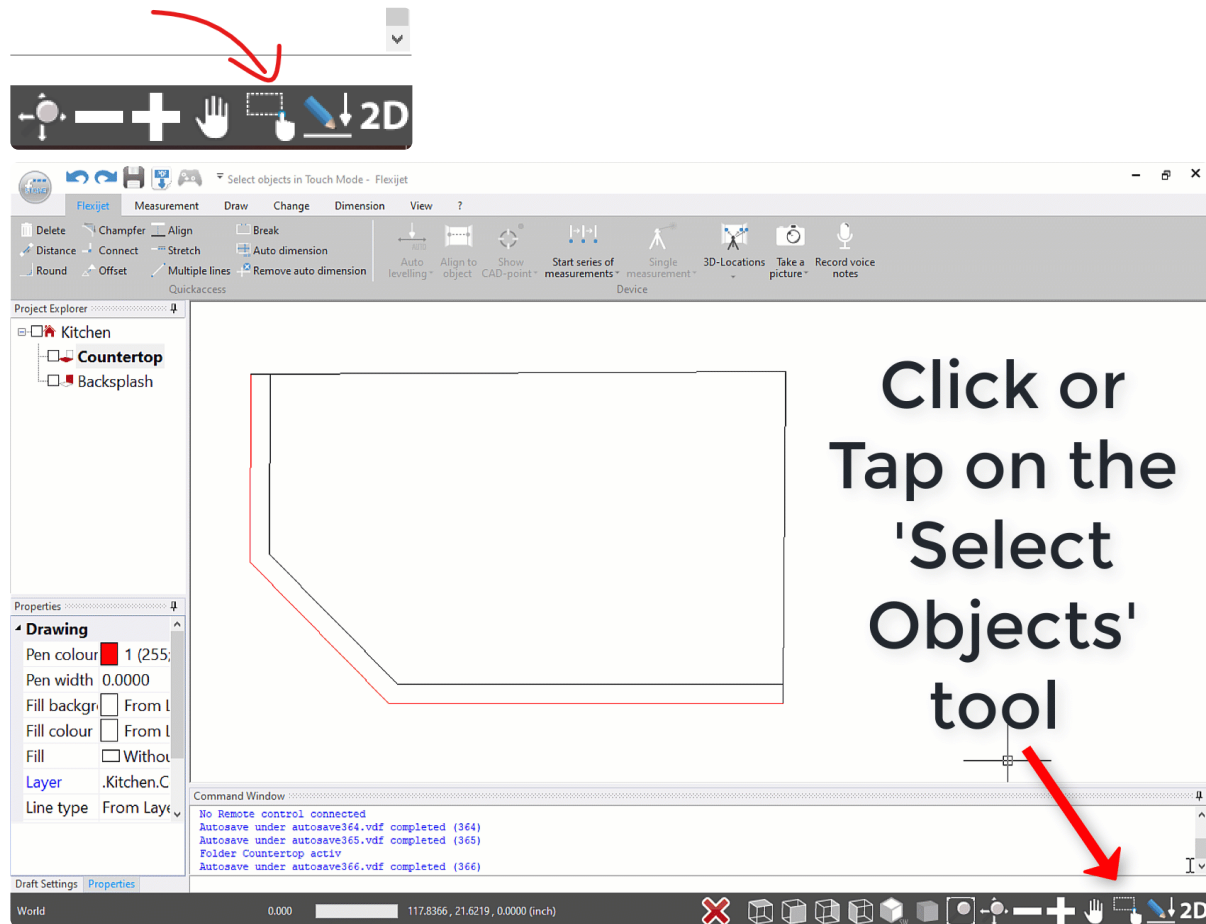 2D
Select objects in Touch Mode - Flexijet
Flexijet Measurement Draw Change Dimension View ?
Delete Champfer Align Break
Distance Connect Stretch Auto dimension
Round Offset Multiple lines Remove auto dimension
Quickaccess
Auto levelling
Align to object
Show CAD-point
Start series of measurements
Single measurement
3D-Locations
Take a picture
Record voice notes
Device
Project Explorer
Kitchen
Countertop
Backsplash
Click or
Tap on the
'Select
Objects'
tool
Properties
Drawing
Pen colour 1 (255;
Pen width 0.0000
Fill backgr From L
Fill colour From L
Fill Withou
Layer .Kitchen.C
Line type From Laye
Draft Settings Properties
Command Window
No Remote control connected
Autosave under autosave364.vdf completed (364)
Autosave under autosave365.vdf completed (365)
Folder Countertop activ
Autosave under autosave366.vdf completed (366)
World 0.000 117.8366 , 21.6219 , 0.0000 (inch) 2D